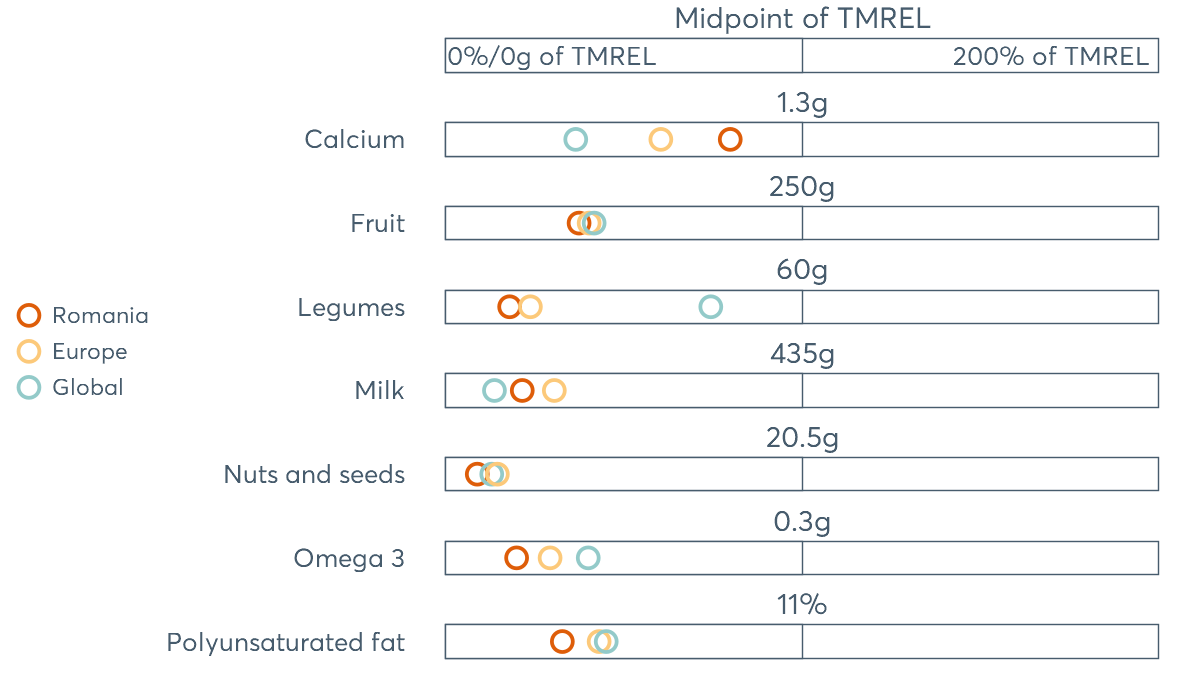 Midpoint of TMREL
0%/0g of TMREL
200% of TMREL
1.3g
Calcium
250g
Fruit
60g
Legumes
435g
Milk
20.5g
Nuts and seeds
0.3g
Omega 3
11%
Polyunsaturated fat
Romania
Europe
Global